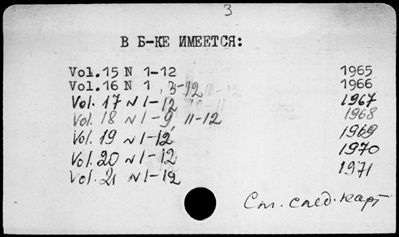 3
В Б-КЕ ИМЕЕТСЯ:
Vol.15 N 1-12 1965
Vol.16 N 1, 3-12 1966
Vol. 17 N 1-12 1967
Vol. 18 N 1-9, 11-12 1968
Vol. 19 N 1-12 1969
Vol. 20 N 1-12 1970
Vol. 21 N 1-12 1971
См. след. карт